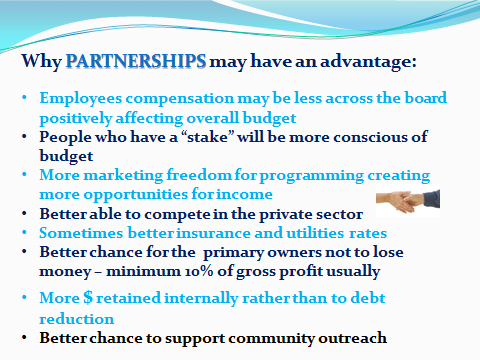 Why PARTNERSHIPS may have an advantage:
• Employees compensation may be less across the board
positively affecting overall budget
• People who have a “stake” will be more conscious of
budget
• More marketing freedom for programming creating
more opportunities for income
• Better able to compete in the private sector
• Sometimes better insurance and utilities rates
• Better chance for the primary owners not to lose
money – minimum 10% of gross profit usually
• More $ retained internally rather than to debt
reduction
• Better chance to support community outreach